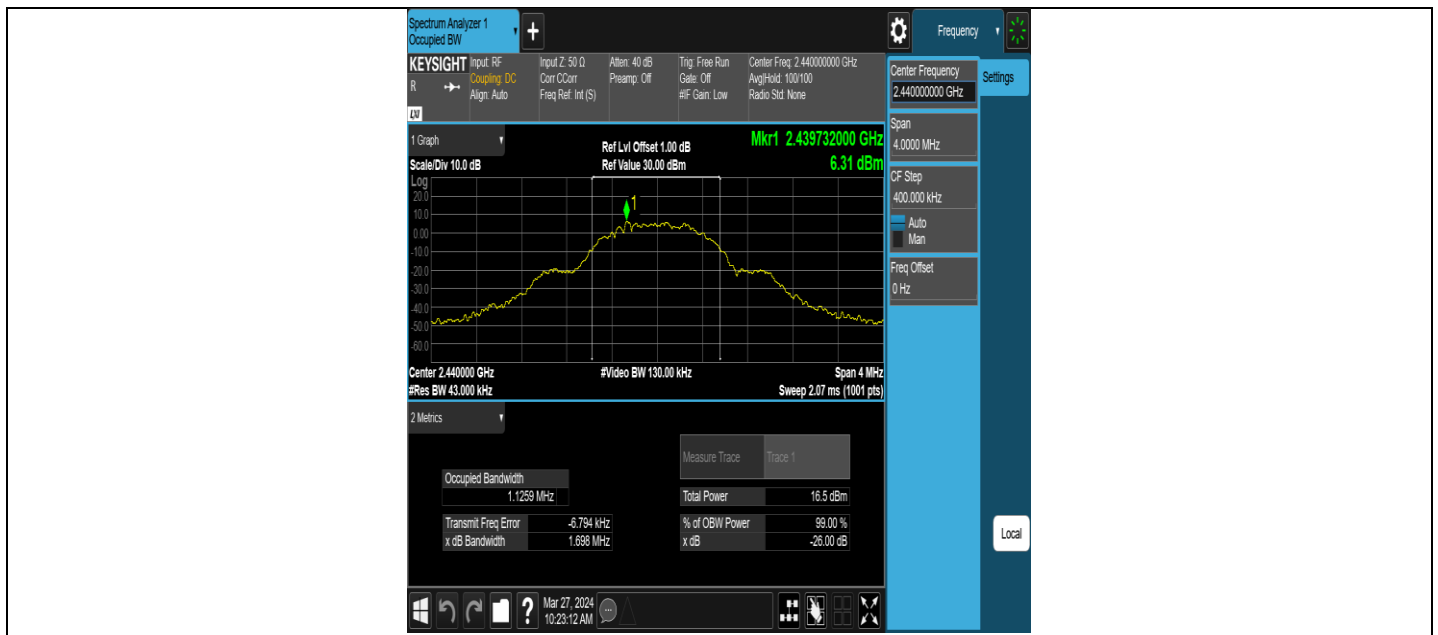 Spectrum Analyzer 1
Occupied BW
+
Frequency
KEYSIGHT
R
LXI
Input: RF
Coupling: DC
Align: Auto
Input Z: 50 Ω
Corr CCorr
Freq Ref: Int (S)
Atten: 40 dB
Preamp: Off
Trig: Free Run
Gate: Off
#IF Gain: Low
Center Freq: 2.440000000 GHz
Avg|Hold: 100/100
Radio Std: None
Center Frequency
2.440000000 GHz
Settings
Span
4.0000 MHz
CF Step
400.000 kHz
Auto
Man
Freq Offset
0 Hz
Local
1 Graph
Scale/Div 10.0 dB
Ref Lvl Offset 1.00 dB
Ref Value 30.00 dBm
Mkr1 2.439732000 GHz
6.31 dBm
Log
20.0
10.0
0.00
-10.0
-20.0
-30.0
-40.0
-50.0
-60.0
1
Center 2.440000 GHz
#Res BW 43.000 kHz
#Video BW 130.00 kHz
Span 4 MHz
Sweep 2.07 ms (1001 pts)
2 Metrics
Measure Trace Trace 1
Occupied Bandwidth
1.1259 MHz
Total Power 16.5 dBm
Transmit Freq Error -6.794 kHz
% of OBW Power 99.00 %
x dB Bandwidth 1.698 MHz
x dB -26.00 dB
?
Mar 27, 2024
10:23:12 AM